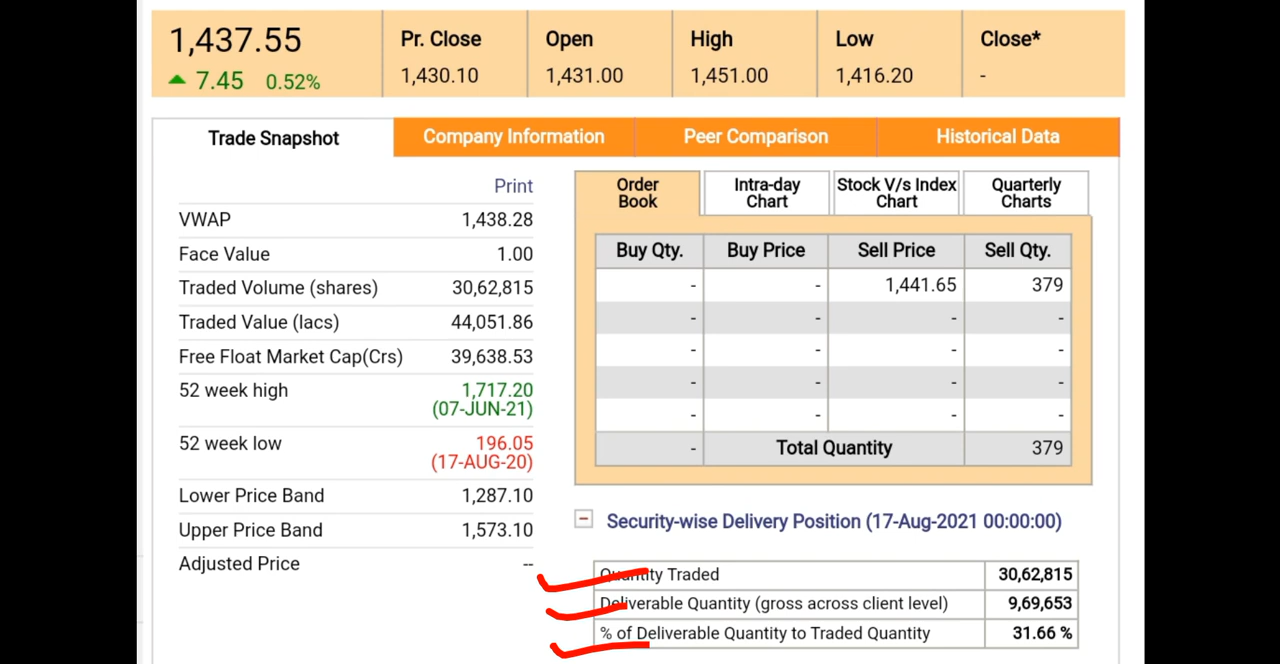 1,437.55
7.45 0.52%
Pr. Close
1,430.10
Open
1,431.00
High
1,451.00
Low
1,416.20
Close*
-
Trade Snapshot
Company Information
Peer Comparison
Historical Data
Print
VWAP 1,438.28
Face Value 1.00
Traded Volume (shares) 30,62,815
Traded Value (lacs) 44,051.86
Free Float Market Cap(Crs) 39,638.53
52 week high 1,717.20
(07-JUN-21)
52 week low 196.05
(17-AUG-20)
Lower Price Band 1,287.10
Upper Price Band 1,573.10
Adjusted Price --
Order
Book
Intra-day
Chart
Stock V/s Index
Chart
Quarterly
Charts
Buy Qty. Buy Price Sell Price Sell Qty.
- - 1,441.65 379
- - - -
- - - -
- - - -
- - - -
- Total Quantity 379
Security-wise Delivery Position (17-Aug-2021 00:00:00)
Quantity Traded 30,62,815
Deliverable Quantity (gross across client level) 9,69,653
% of Deliverable Quantity to Traded Quantity 31.66 %